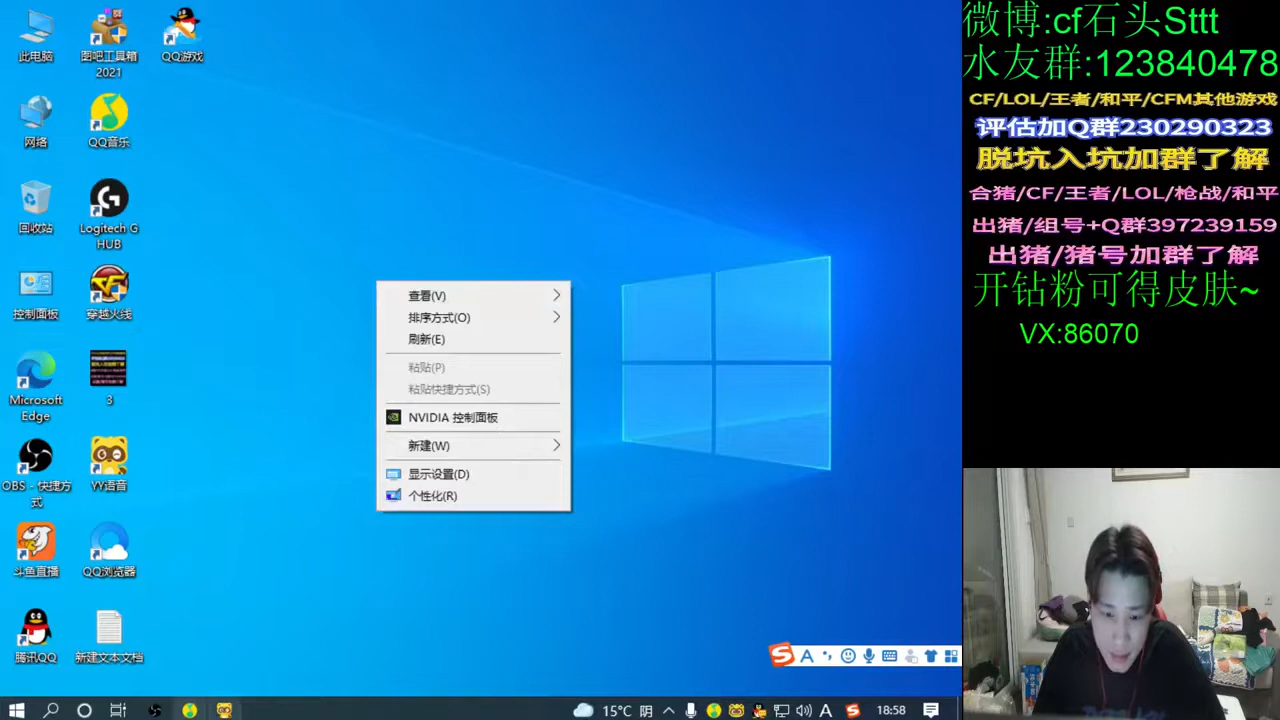 此电脑
图吧工具箱
2021
QQ游戏
网络
QQ音乐
回收站
Logitech G
HUB
控制面板
穿越火线
Microsoft
Edge
3
OBS - 快捷方
式
YY语音
斗鱼直播
QQ浏览器
腾讯QQ
新建文本文档
查看(V)
排序方式(O)
刷新(E)
粘贴(P)
粘贴快捷方式(S)
NVIDIA 控制面板
新建(W)
显示设置(D)
个性化(R)
微博:cf石头Sttt
水友群:123840478
CF/LOL/王者/和平/CFM其他游戏
评估加Q群230290323
脱坑入坑加群了解
合猪/CF/王者/LOL/枪战/和平
出猪/组号+Q群397239159
出猪/猪号加群了解
开钻粉可得皮肤~
VX:86070
15°C 阴
A
18:58